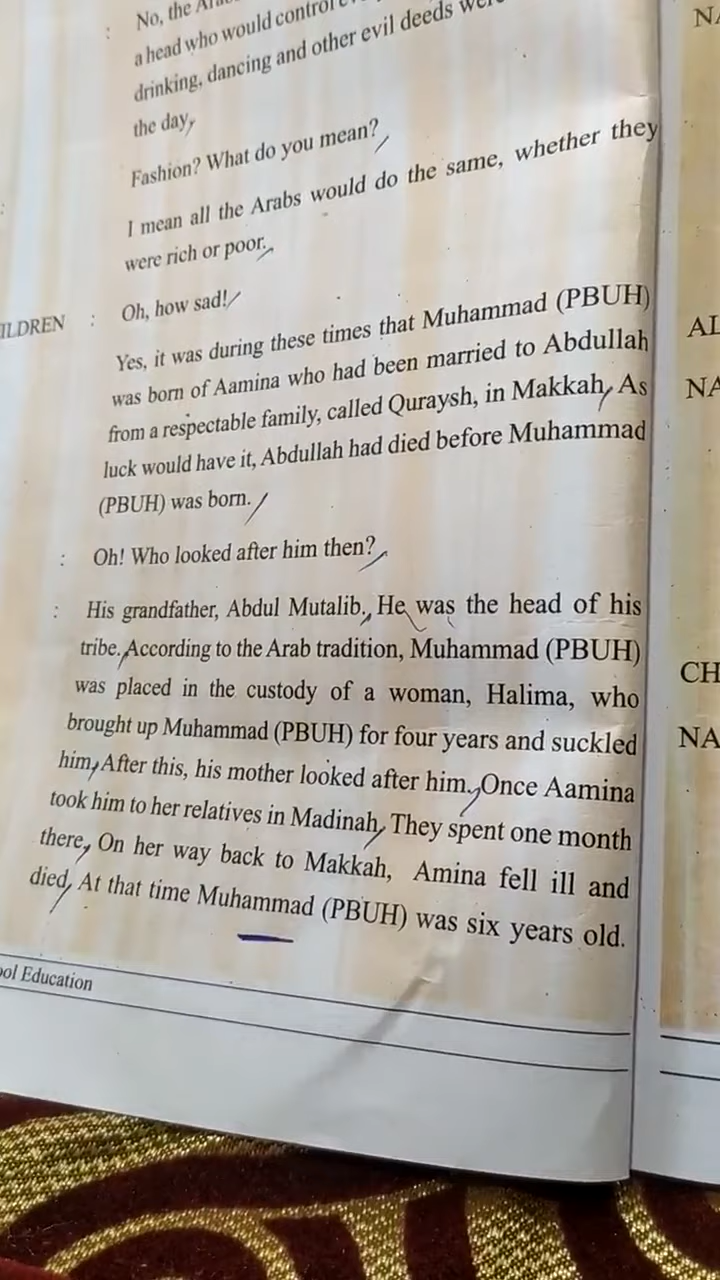 : No, the
a head who would control
drinking, dancing and other evil deeds
the day,
Fashion? What do you mean?
I mean all the Arabs would do the same, whether they
were rich or poor.
ILDREN : Oh, how sad!
Yes, it was during these times that Muhammad (PBUH)
was born of Aamina who had been married to Abdullah
from a respectable family, called Quraysh, in Makkah. As
luck would have it, Abdullah had died before Muhammad
(PBUH) was born.
: Oh! Who looked after him then?
: His grandfather, Abdul Mutalib. He was the head of his
tribe. According to the Arab tradition, Muhammad (PBUH)
was placed in the custody of a woman, Halima, who
brought up Muhammad (PBUH) for four years and suckled
him. After this, his mother looked after him. Once Aamina
took him to her relatives in Madinah. They spent one month
there. On her way back to Makkah, Amina fell ill and
died. At that time Muhammad (PBUH) was six years old.
ool Education
NA
AL
NA
CH
NA